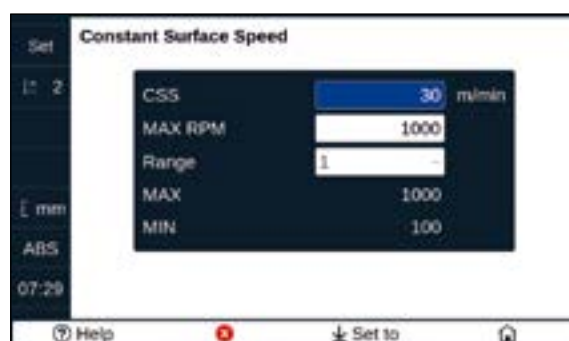 Set
Constant Surface Speed
2
CSS 30 m/min
MAX RPM 1000
Range 1
MAX 1000
MIN 100
mm
ABS
07:29
Help
Set to